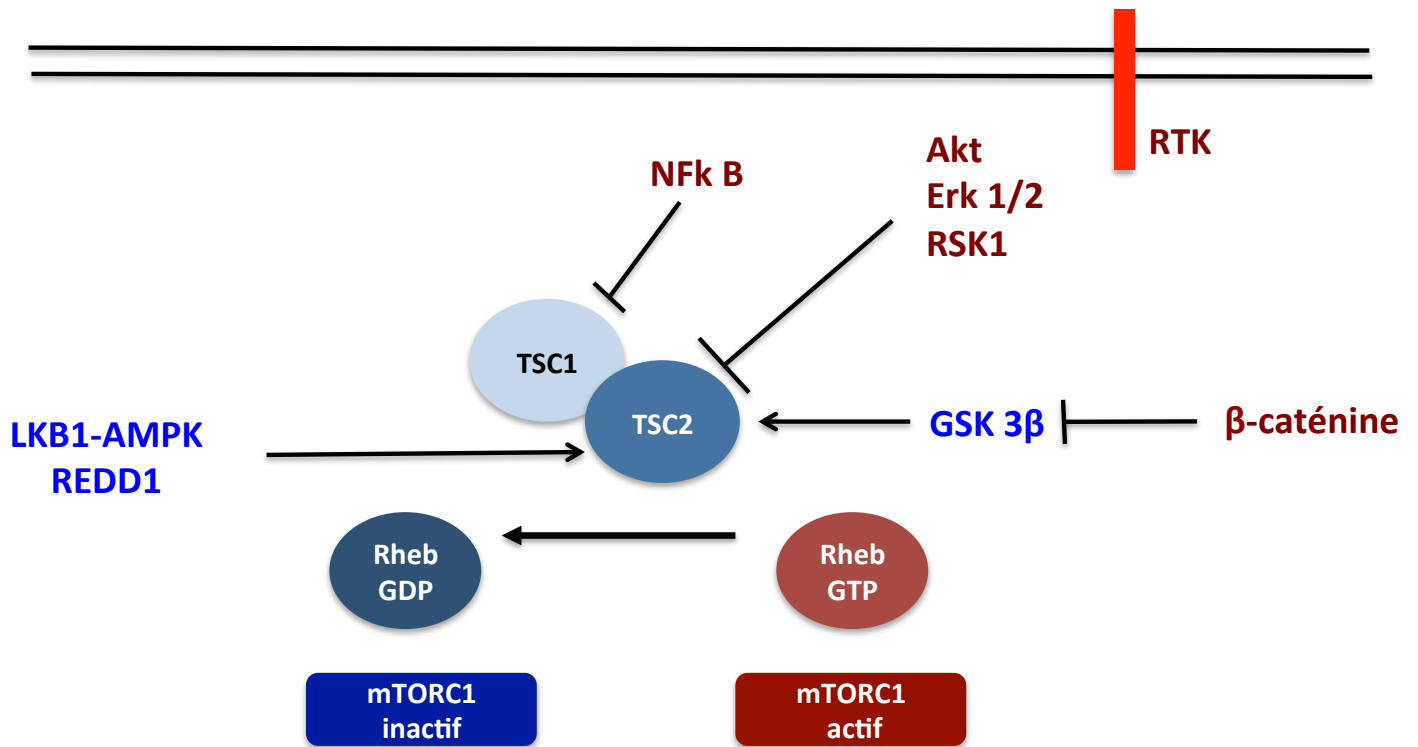 RTK
NFk B
Akt
Erk 1/2
RSK1
TSC1
TSC2
GSK 3β
β-caténine
LKB1-AMPK
REDD1
Rheb
GDP
Rheb
GTP
mTORC1
inactif
mTORC1
actif